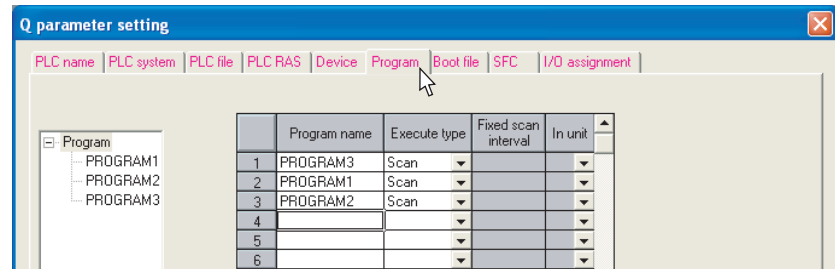 Q parameter setting
PLC name PLC system PLC file PLC RAS Device Program Boot file SFC I/O assignment
Program
PROGRAM1
PROGRAM2
PROGRAM3
Program name Execute type Fixed scan interval In unit
1 PROGRAM3 Scan
2 PROGRAM1 Scan
3 PROGRAM2 Scan
4
5
6